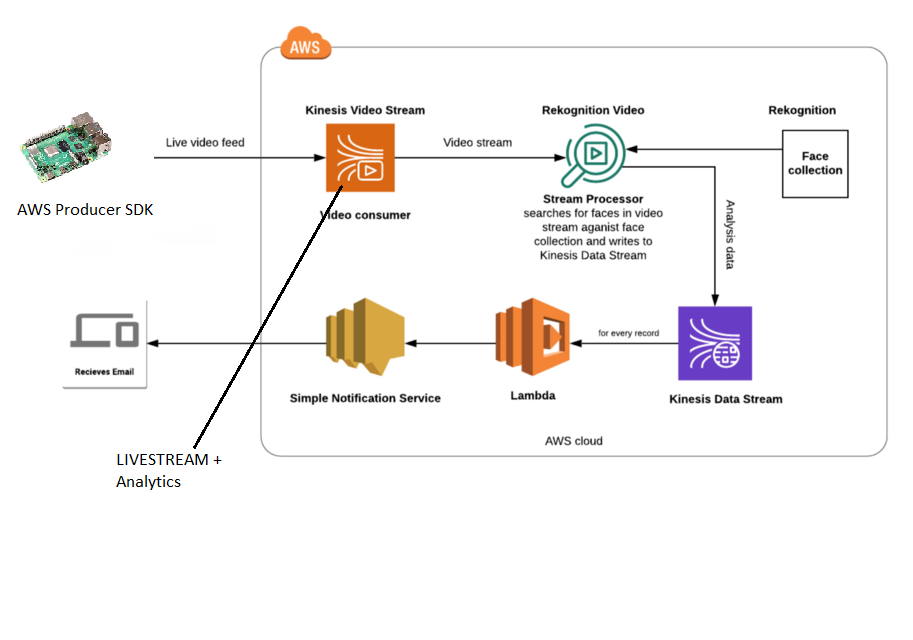 AWS
Kinesis Video Stream
Rekognition Video
Rekognition
Live video feed
Video stream
Face
collection
AWS Producer SDK
Video consumer
Stream Processor
searches for faces in video
stream aganist face
collection and writes to
Kinesis Data Stream
Analysis data
for every record
Recieves Email
Simple Notification Service
Lambda
Kinesis Data Stream
AWS cloud
LIVESTREAM +
Analytics